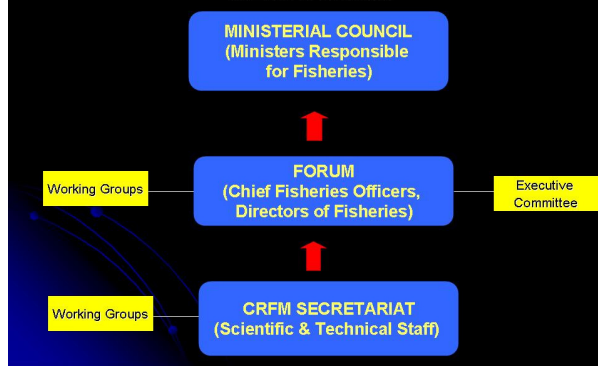 MINISTERIAL COUNCIL
(Ministers Responsible
for Fisheries)
Working Groups
FORUM
(Chief Fisheries Officers,
Directors of Fisheries)
Executive
Committee
Working Groups
CRFM SECRETARIAT
(Scientific & Technical Staff)